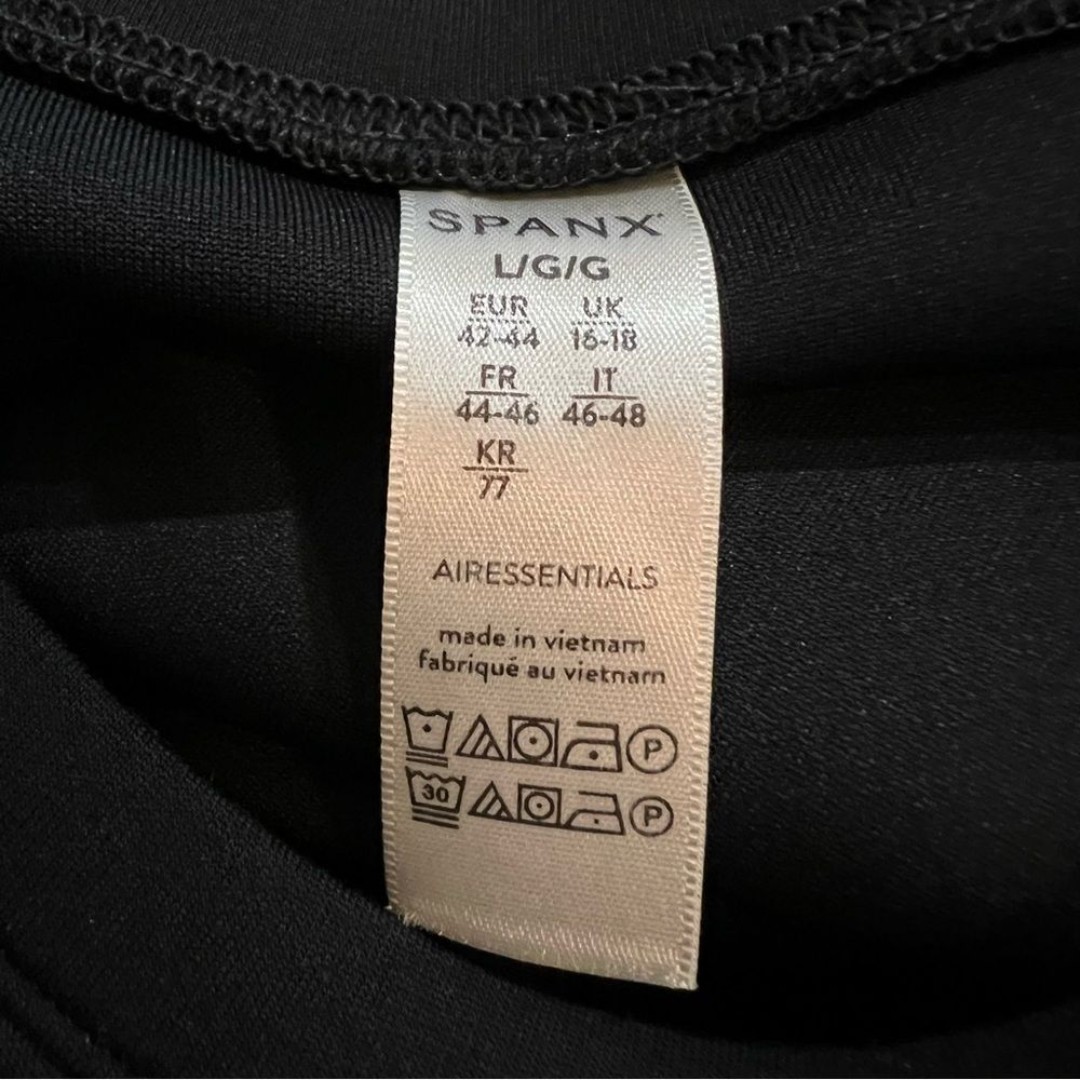 SPANX
L/G/G
EUR UK
42-44 16-18
FR IT
44-46 46-48
KR
77
AIRESSENTIALS
made in vietnam
fabriqué au vietnam
P
30 P